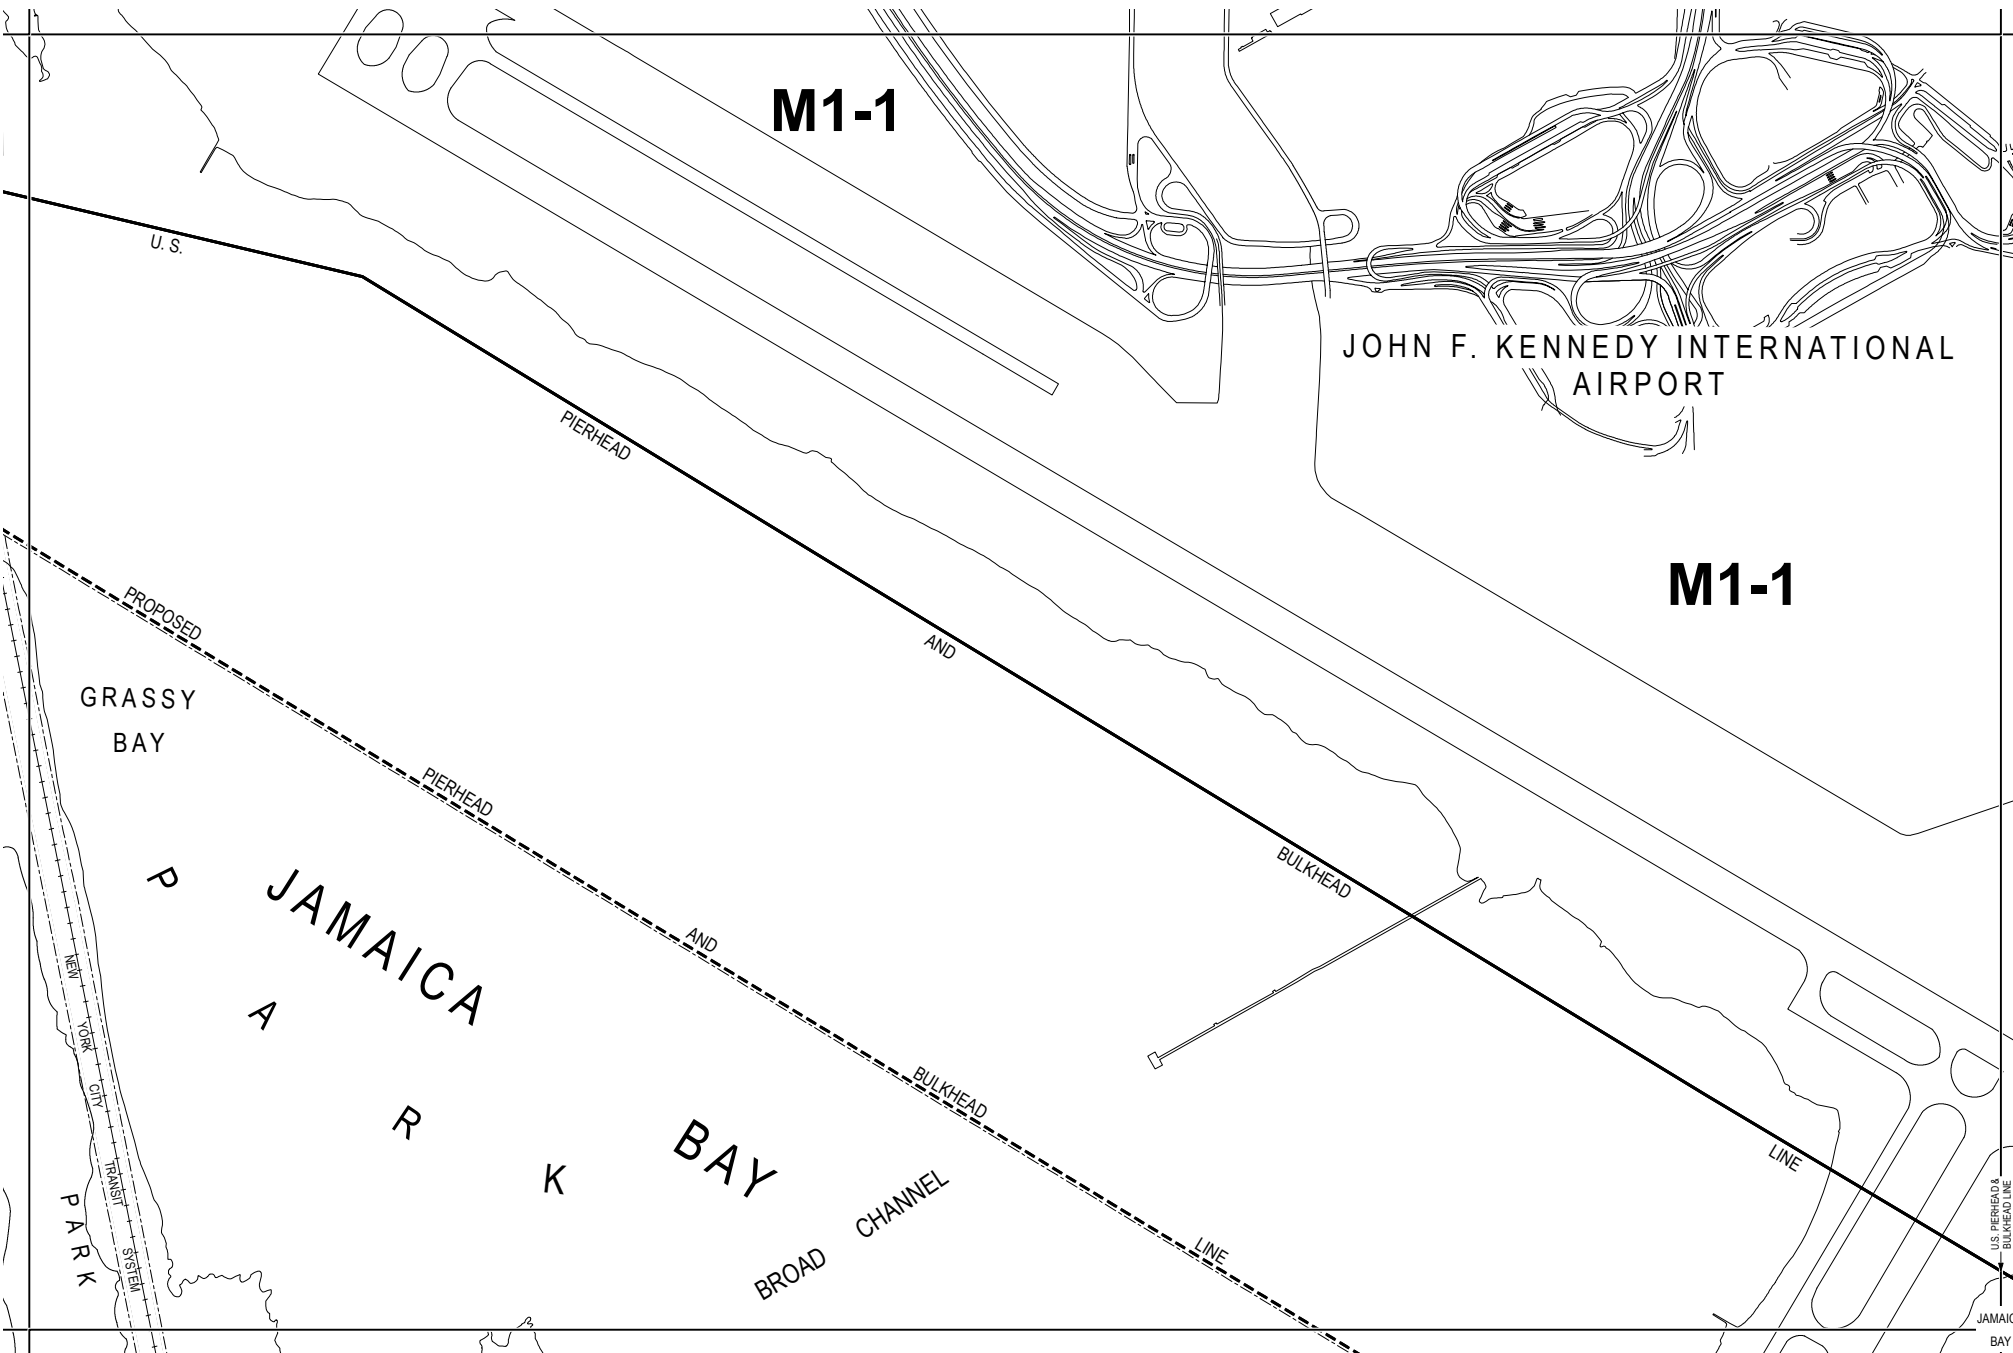 M1-1
U. S.
JOHN F. KENNEDY INTERNATIONAL
AIRPORT
PIERHEAD
M1-1
PROPOSED
AND
GRASSY
BAY
PIERHEAD
BULKHEAD
P
JAMAICA
AND
NEW
A
YORK
BULKHEAD
CITY
R
BAY
LINE
K
TRANSIT
CHANNEL
PARK
U.S. PIERHEAD &
BULKHEAD LINE
SYSTEM
LINE
BROAD
JAMAIC
BAY